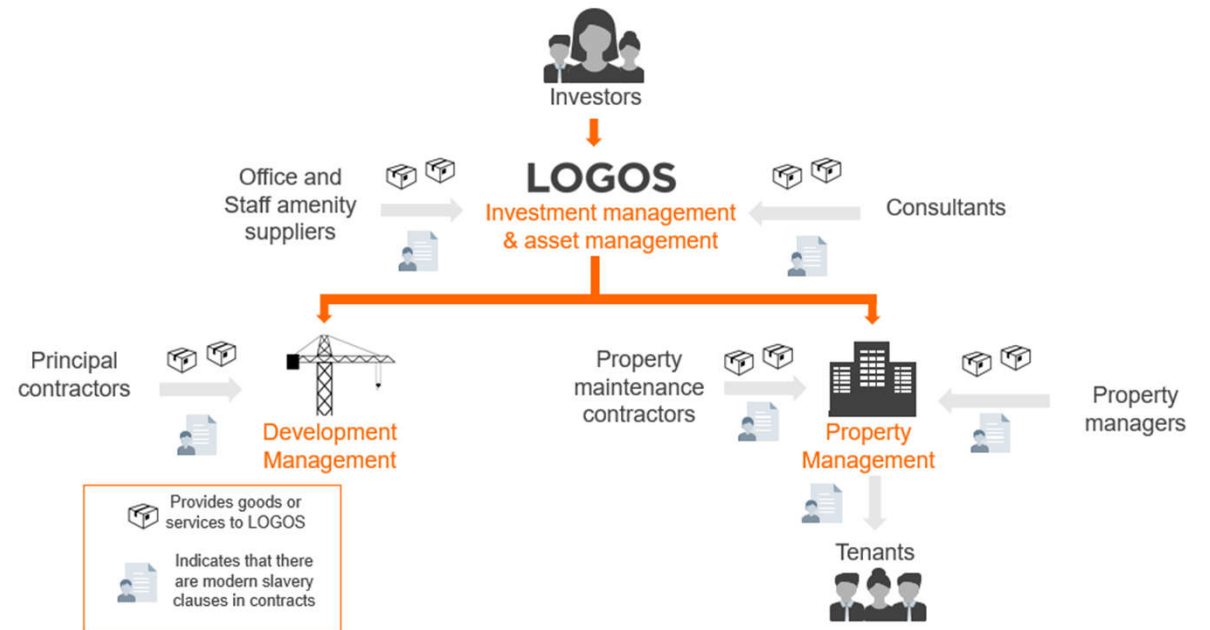 Investors
LOGOS
Investment management
& asset management
Office and
Staff amenity
suppliers
Consultants
Principal
contractors
Development
Management
Property
maintenance
contractors
Property
Management
Property
managers
Tenants
Provides goods or
services to LOGOS
Indicates that there
are modern slavery
clauses in contracts